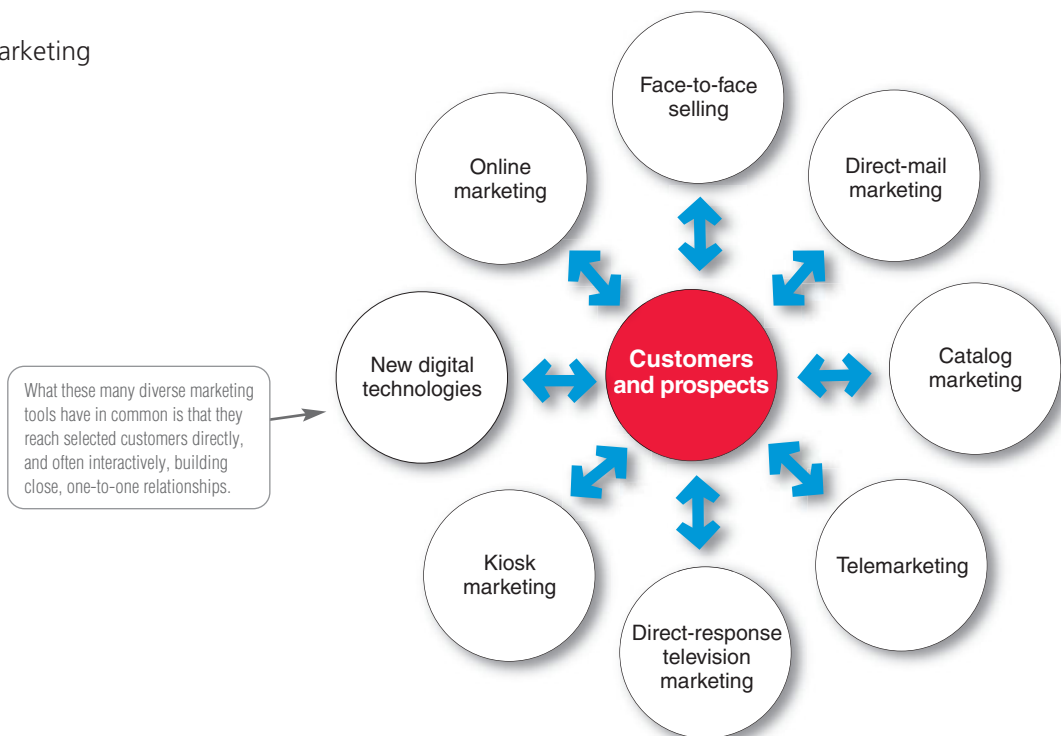 arketing
Face-to-face
selling
Online
marketing
Direct-mail
marketing
New digital
technologies
Customers
and prospects
Catalog
marketing
What these many diverse marketing
tools have in common is that they
reach selected customers directly,
and often interactively, building
close, one-to-one relationships.
Kiosk
marketing
Telemarketing
Direct-response
television
marketing